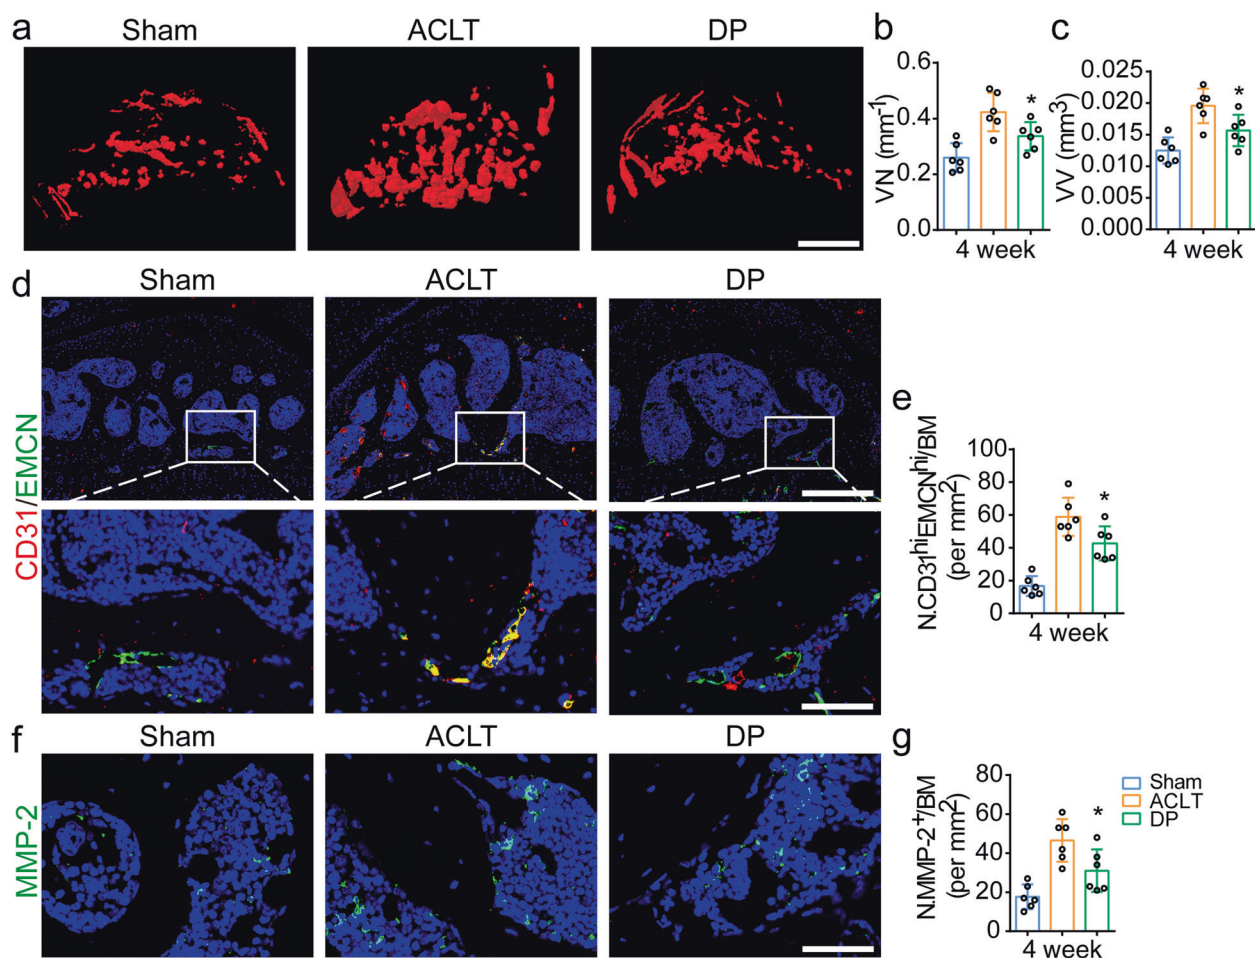 a
Sham
ACLT
DP
b
VN (mm⁻¹)
0.6
0.4
0.2
0.0
*
4 week
c
VV (mm³)
0.025
0.020
0.015
0.010
0.005
0.000
*
4 week
d
Sham
ACLT
DP
CD31/EMCN
e
N.CD31ʰⁱEMCNʰⁱ/BM
(per mm²)
100
80
60
40
20
0
*
4 week
f
Sham
ACLT
DP
MMP-2
g
N.MMP-2⁺/BM
(per mm²)
80
60
40
20
0
*
4 week
Sham
ACLT
DP